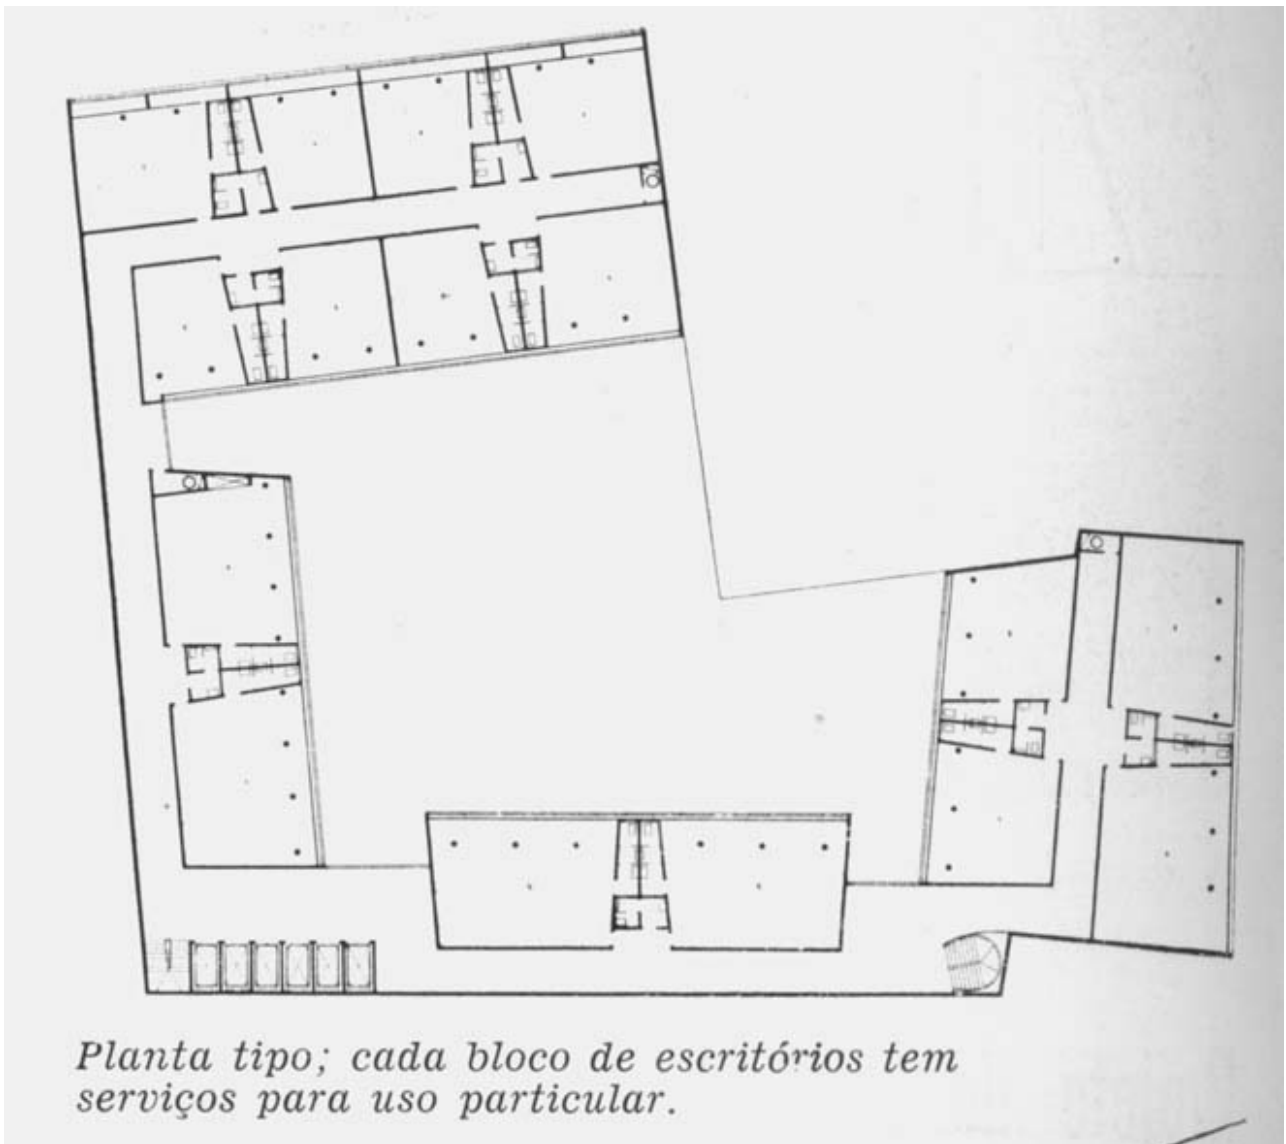 Planta tipo; cada bloco de escritórios tem
serviços para uso particular.